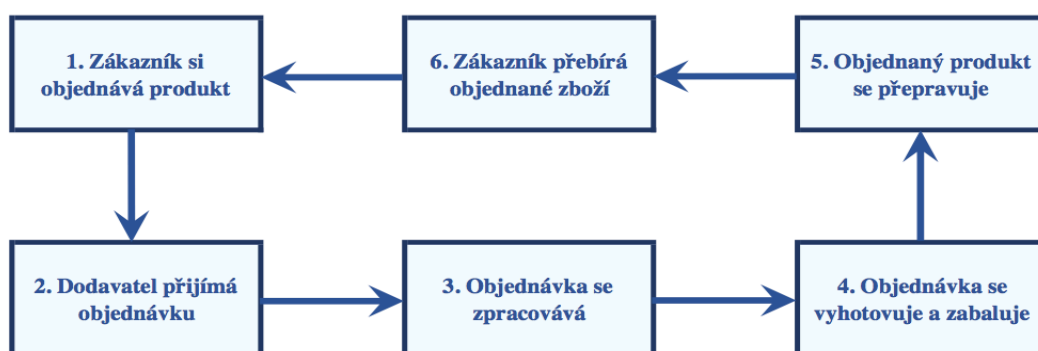 1. Zákazník si
objednává produkt
6. Zákazník přebírá
objednané zboží
5. Objednaný produkt
se přepravuje
2. Dodavatel přijímá
objednávku
3. Objednávka se
zpracovává
4. Objednávka se
vyhotovuje a zabaluje